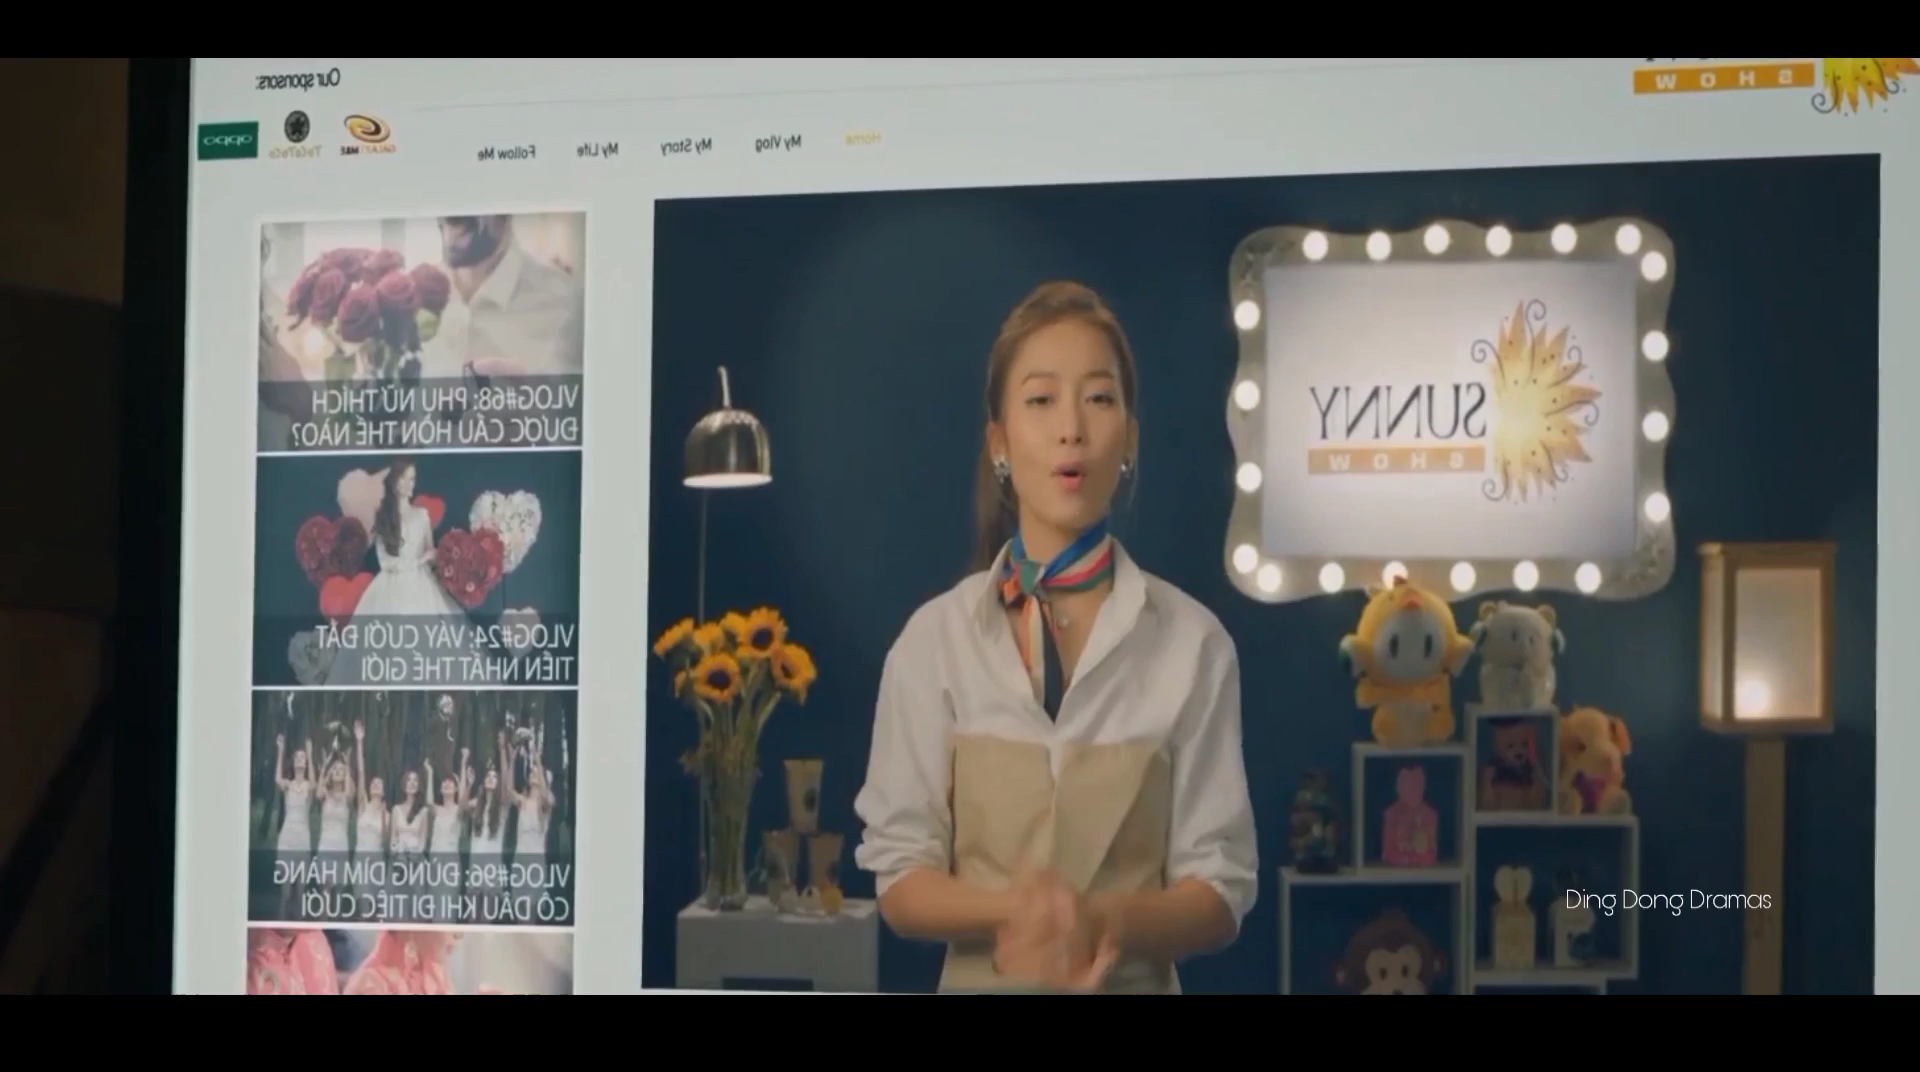 Our sponsors:
SHOW
oppo
ToCoToCo
GALAXY M&E
Home
My Vlog
My Story
My Life
Follow Me
VLOG#68: PHỤ NỮ THÍCH
ĐƯỢC CẦU HÔN THẾ NÀO?
VLOG#24: VÁY CƯỚI ĐẮT
TIỀN NHẤT THẾ GIỚI
VLOG#96: ĐỪNG DÌM HÀNG
CÔ DÂU KHI ĐI TIỆC CƯỚI
SUNNY
SHOW
Ding Dong Dramas